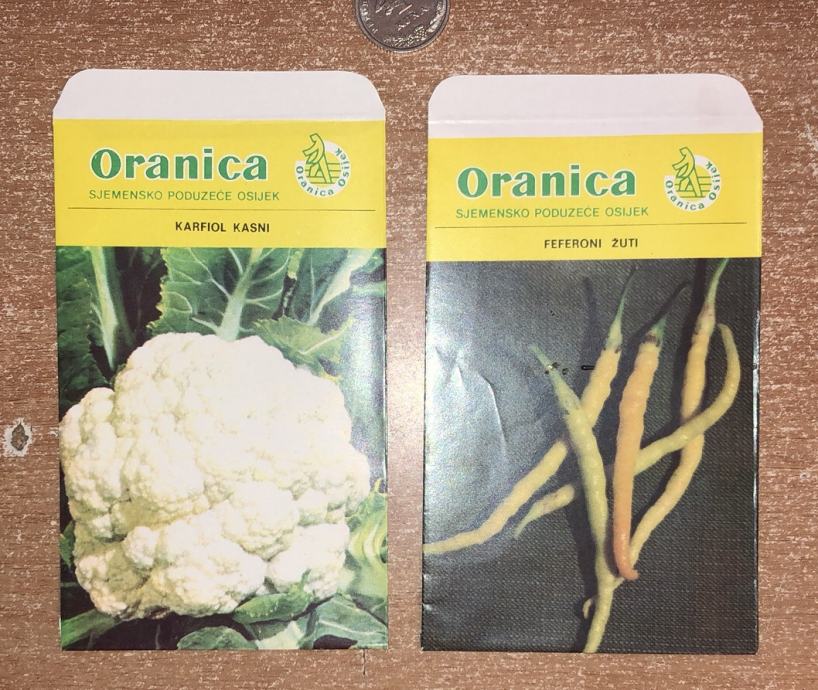 Oranica
SJEMENSKO PODUZEĆE OSIJEK
Oranica Osijek
KARFIOL KASNI
Oranica
SJEMENSKO PODUZEĆE OSIJEK
Oranica Osijek
FEFERONI ŽUTI